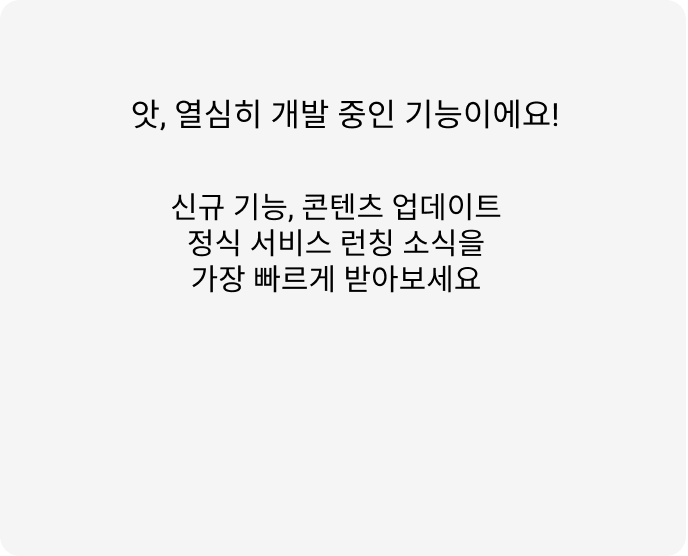 앗, 열심히 개발 중인 기능이에요!
신규 기능, 콘텐츠 업데이트
정식 서비스 런칭 소식을
가장 빠르게 받아보세요